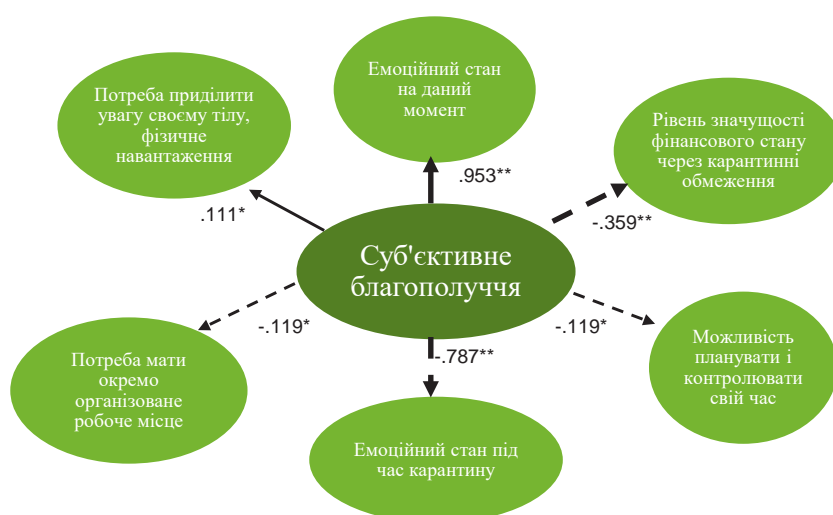 Емоційний стан
на даний
момент
Потреба приділити
увагу своєму тілу,
фізичне
навантаження
Рівень значущості
фінансового стану
через карантинні
обмеження
.953**
.111*
-.359**
Суб'єктивне
благополуччя
-.119*
-.787**
-.119*
Потреба мати
окремо
організоване
робоче місце
Емоційний стан під
час карантину
Можливість
планувати і
контролювати
свій час